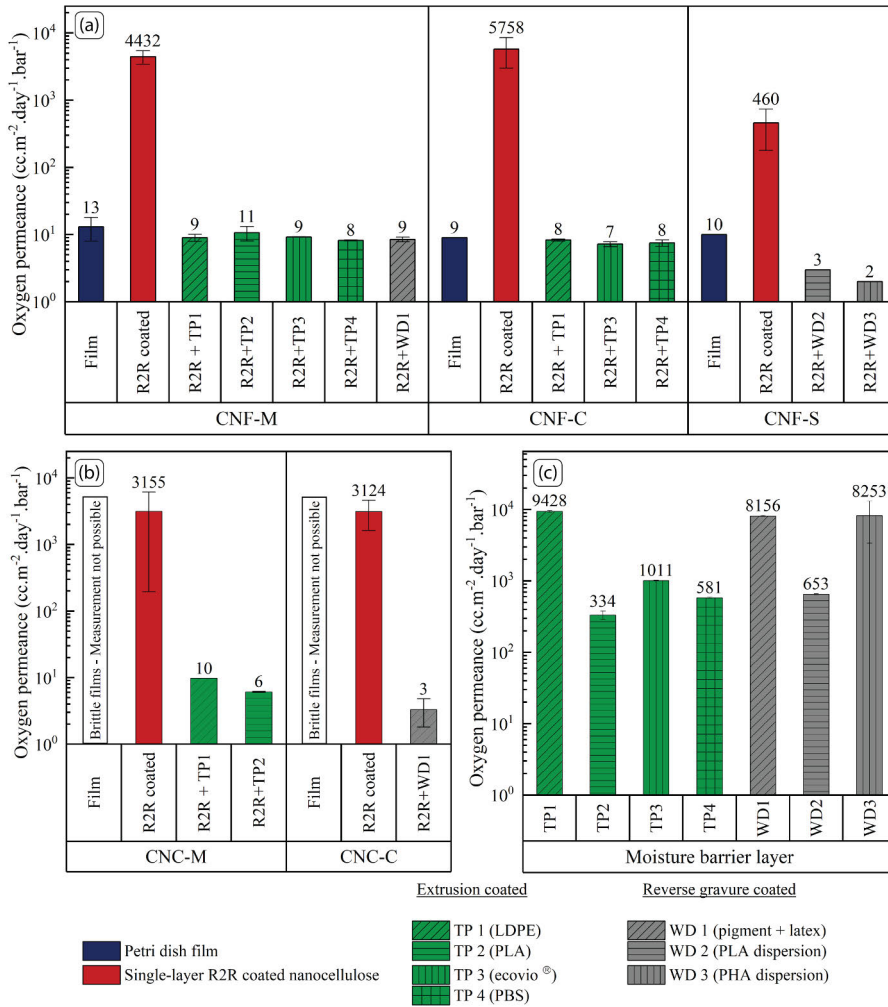 (a)
Oxygen permeance (cc.m⁻².day⁻¹.bar⁻¹)
10⁴
10³
10²
10¹
10⁰
13
4432
9
11
9
8
9
9
5758
8
7
8
10
460
3
2
Film
R2R coated
R2R + TP1
R2R+TP2
R2R+TP3
R2R+TP4
R2R+WD1
Film
R2R coated
R2R + TP1
R2R+TP3
R2R+TP4
Film
R2R coated
R2R+WD2
R2R+WD3
CNF-M
CNF-C
CNF-S
(b)
Oxygen permeance (cc.m⁻².day⁻¹.bar⁻¹)
10⁴
10³
10²
10¹
10⁰
Brittle films - Measurement not possible
3155
10
6
Brittle films - Measurement not possible
3124
3
Film
R2R coated
R2R + TP1
R2R+TP2
Film
R2R coated
R2R+WD1
CNC-M
CNC-C
(c)
Oxygen permeance (cc.m⁻².day⁻¹.bar⁻¹)
10⁴
10³
10²
10¹
10⁰
9428
334
1011
581
8156
653
8253
TP1
TP2
TP3
TP4
WD1
WD2
WD3
Moisture barrier layer
Petri dish film
Single-layer R2R coated nanocellulose
Extrusion coated
TP 1 (LDPE)
TP 2 (PLA)
TP 3 (ecovio ®)
TP 4 (PBS)
Reverse gravure coated
WD 1 (pigment + latex)
WD 2 (PLA dispersion)
WD 3 (PHA dispersion)